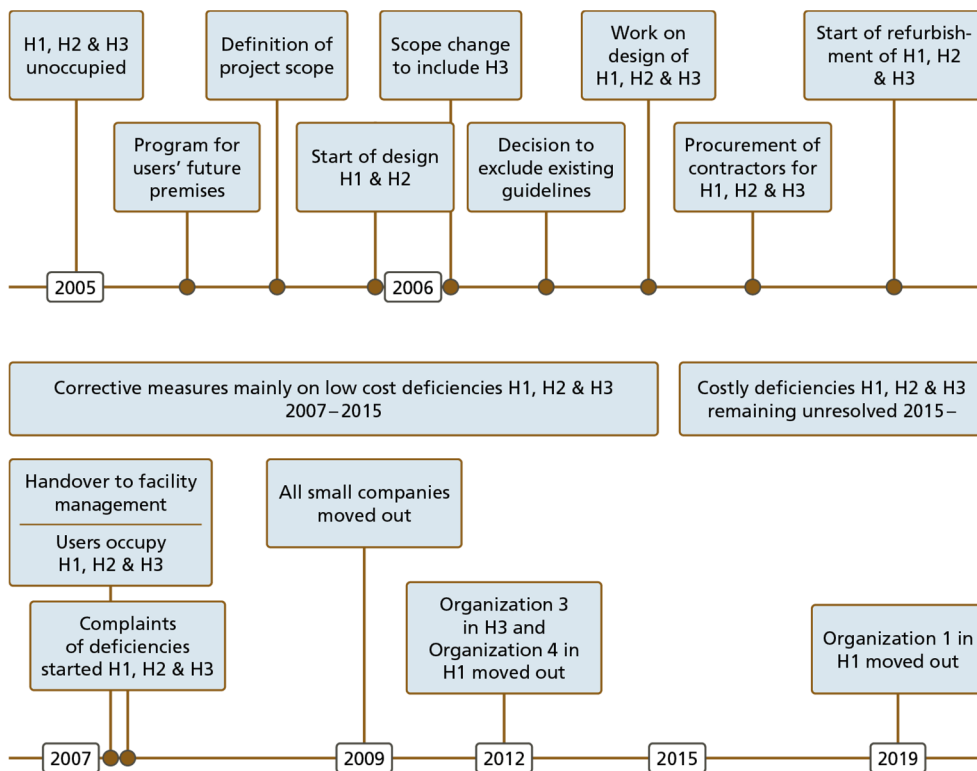 H1, H2 & H3
unoccupied
Definition of
project scope
Scope change
to include H3
Work on
design of
H1, H2 & H3
Start of refurbish-
ment of H1, H2
& H3
Program for
users’ future
premises
Start of design
H1 & H2
Decision to
exclude existing
guidelines
Procurement of
contractors for
H1, H2 & H3
2005
2006
Corrective measures mainly on low cost deficiencies H1, H2 & H3
2007–2015
Costly deficiencies H1, H2 & H3
remaining unresolved 2015–
Handover to facility
management
Users occupy
H1, H2 & H3
All small companies
moved out
Complaints
of deficiencies
started H1, H2 & H3
Organization 3
in H3 and
Organization 4 in
H1 moved out
Organization 1 in
H1 moved out
2007
2009
2012
2015
2019